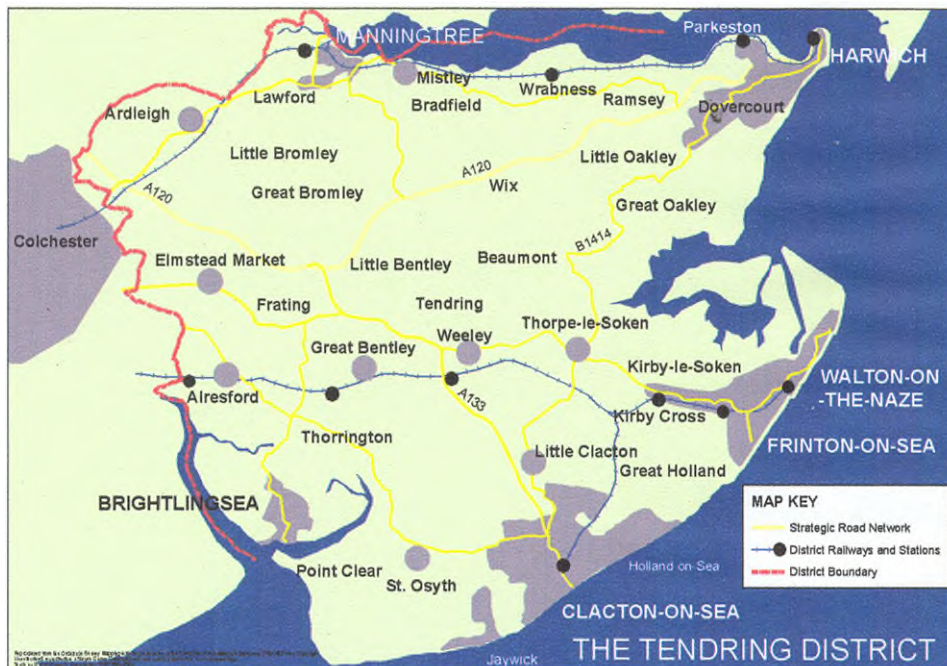 MANNINGTREE
Parkeston
HARWICH
Mistley
Wrabness
Lawford
Bradfield
Ramsey
Ardleigh
Dovercourt
Little Bromley
Little Oakley
A120
A120
Great Bromley
Wix
Great Oakley
Colchester
B1414
Elmstead Market
Little Bentley
Beaumont
Frating
Tendring
Thorpe-le-Soken
Weeley
Great Bentley
Kirby-le-Soken
WALTON-ON
-THE-NAZE
Alresford
A133
Kirby Cross
Thorrington
FRINTON-ON-SEA
Little Clacton
Great Holland
BRIGHTLINGSEA
MAP KEY
Strategic Road Network
District Railways and Stations
District Boundary
Holland on-Sea
Point Clear
St. Osyth
CLACTON-ON-SEA
THE TENDRING DISTRICT
Jaywick